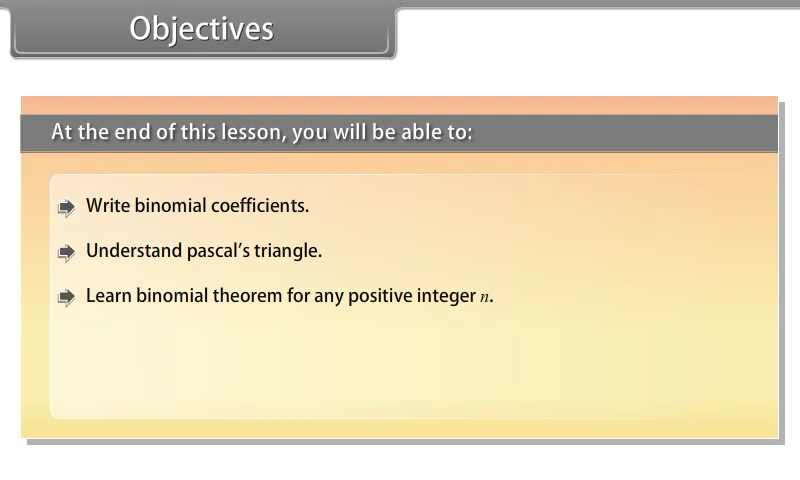 Objectives
At the end of this lesson, you will be able to:
Write binomial coefficients.
Understand pascal's triangle.
Learn binomial theorem for any positive integer n.